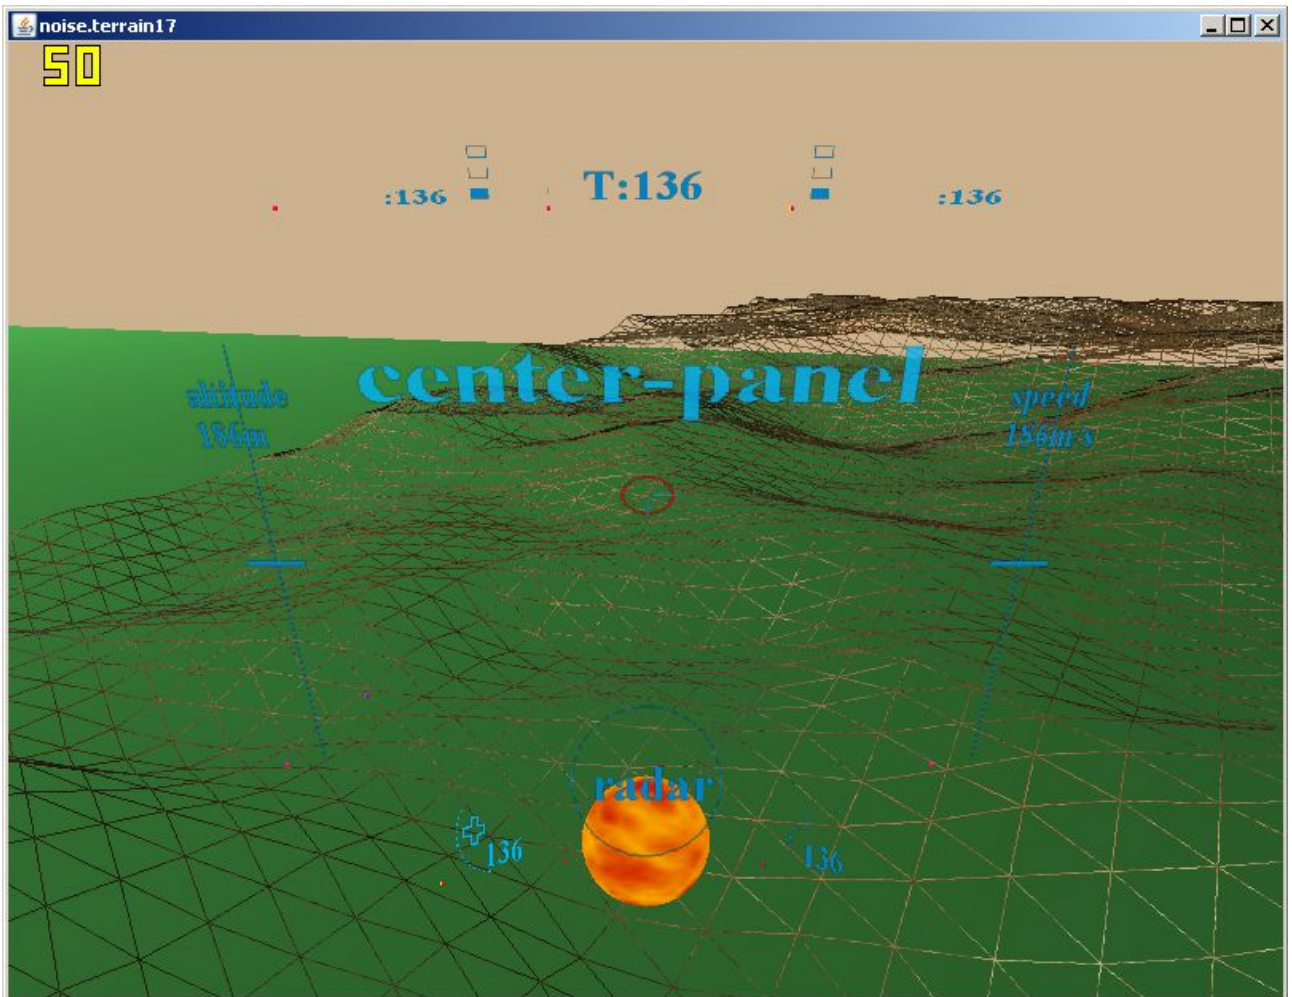 noise.terrain17
50
:136 T:136 :136
center-panel
altitude speed
186m 186m s
radar
136 136